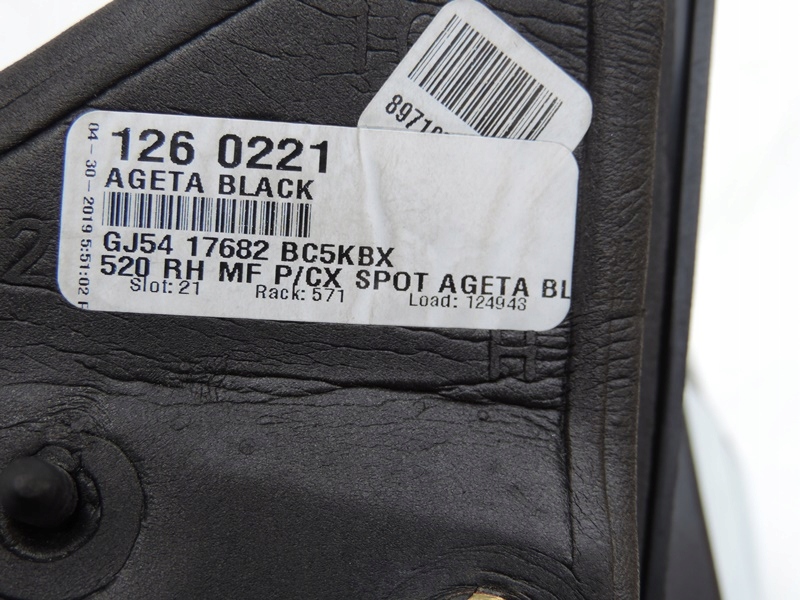 8971
126 0221
AGETA BLACK
GJ54 17682 BC5KBX
520 RH MF P/CX SPOT AGETA BL
Slot: 21 Rack: 571 Load: 124943
04-30-2019 5:51:02 P
2
H
H